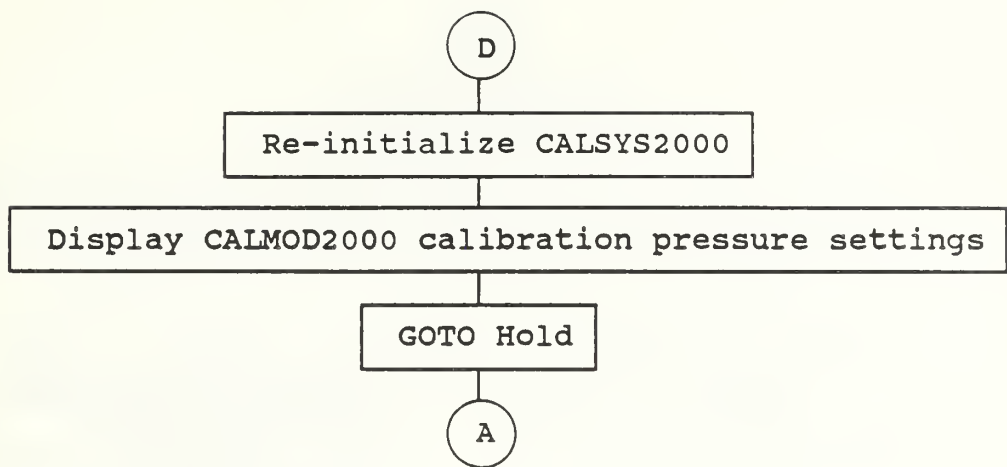 D
Re-initialize CALSYS2000
Display CALMOD2000 calibration pressure settings
GOTO Hold
A